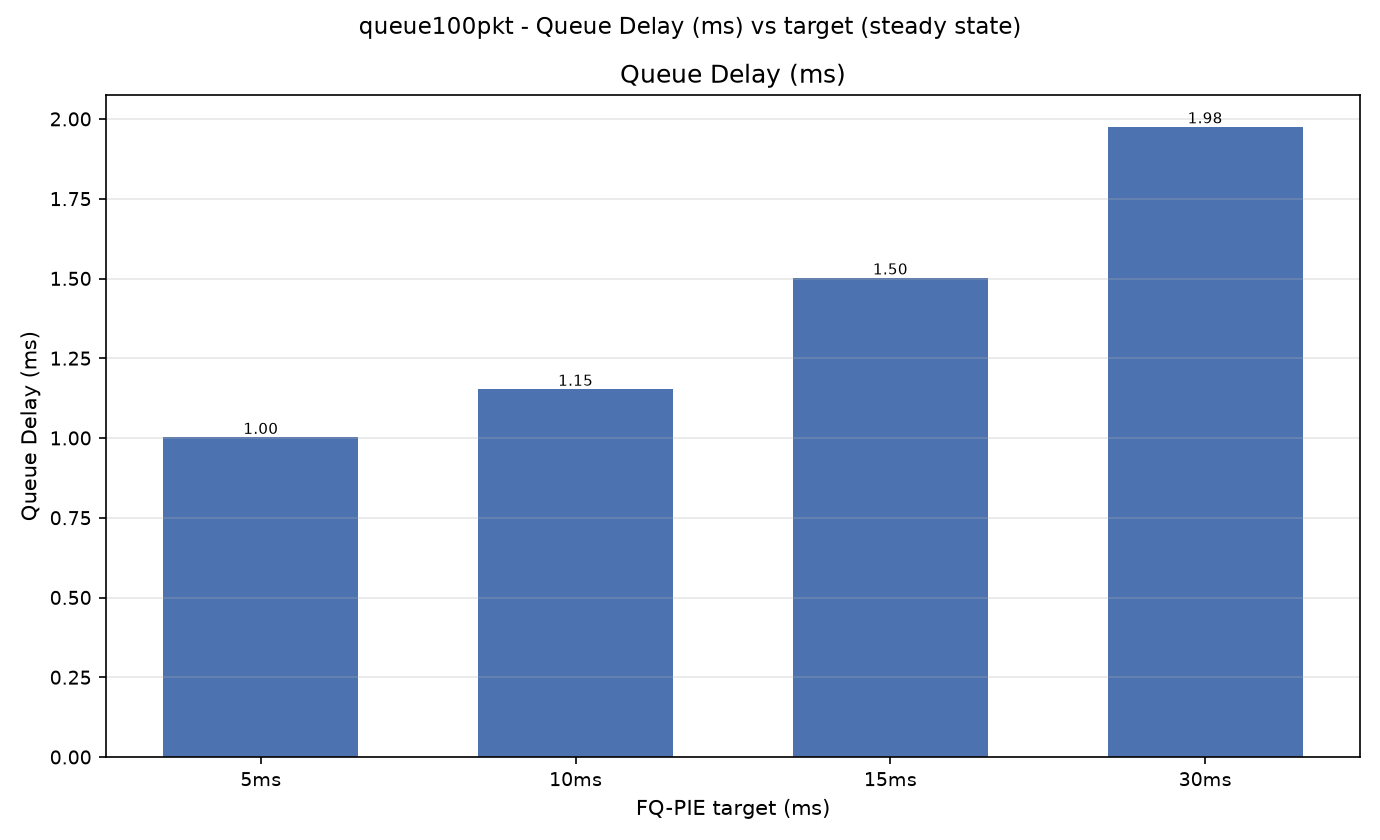 queue100pkt - Queue Delay (ms) vs target (steady state)
Queue Delay (ms)
Queue Delay (ms)
2.00
1.75
1.50
1.25
1.00
0.75
0.50
0.25
0.00
1.00
1.15
1.50
1.98
5ms
10ms
15ms
30ms
FQ-PIE target (ms)